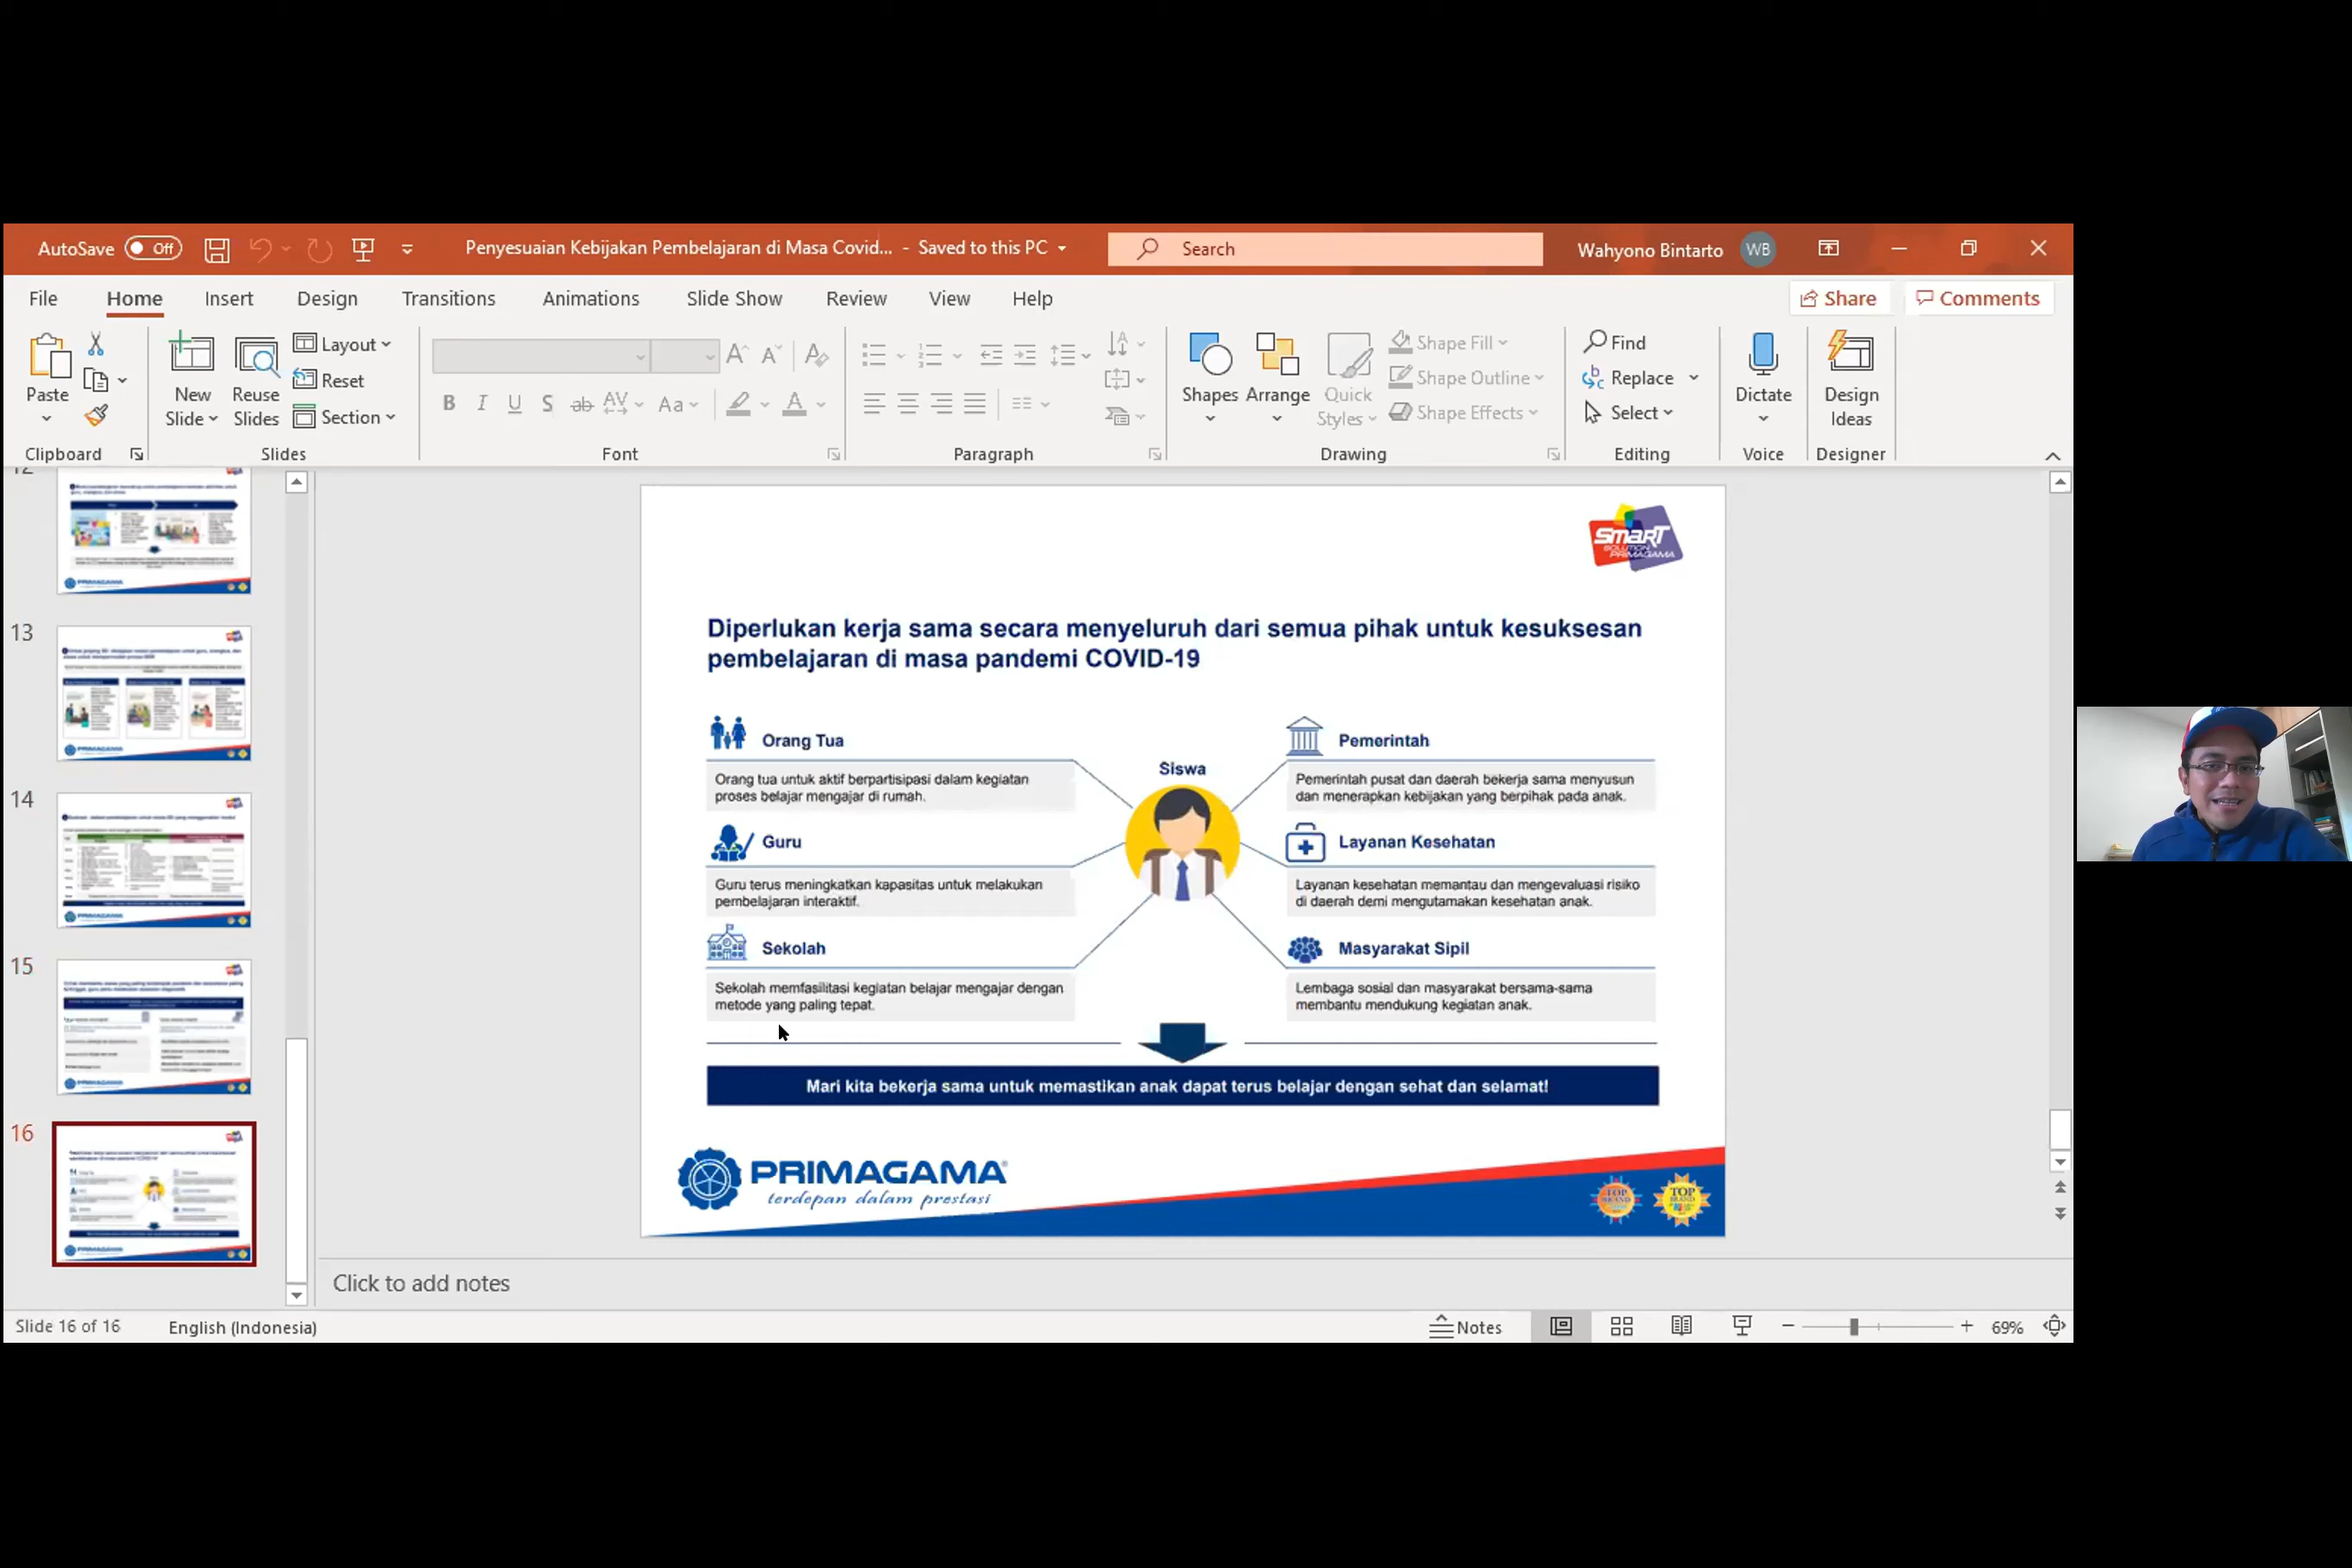 AutoSave Off
Penyesuaian Kebijakan Pembelajaran di Masa Covid... - Saved to this PC
Search
Wahyono Bintarto WB
File Home Insert Design Transitions Animations Slide Show Review View Help
Share Comments
Paste
New Slide
Reuse Slides
Layout
Reset
Section
Shapes
Arrange
Quick Styles
Shape Fill
Shape Outline
Shape Effects
Find
Replace
Select
Dictate
Design Ideas
Clipboard Slides Font Paragraph Drawing Editing Voice Designer
13
14
15
16
SmarT
SOLUTION
PRIMAGAMA
Diperlukan kerja sama secara menyeluruh dari semua pihak untuk kesuksesan
pembelajaran di masa pandemi COVID-19
Orang Tua
Orang tua untuk aktif berpartisipasi dalam kegiatan
proses belajar mengajar di rumah.
Guru
Guru terus meningkatkan kapasitas untuk melakukan
pembelajaran interaktif.
Sekolah
Sekolah memfasilitasi kegiatan belajar mengajar dengan
metode yang paling tepat.
Siswa
Pemerintah
Pemerintah pusat dan daerah bekerja sama menyusun
dan menerapkan kebijakan yang berpihak pada anak.
Layanan Kesehatan
Layanan kesehatan memantau dan mengevaluasi risiko
di daerah demi mengutamakan kesehatan anak.
Masyarakat Sipil
Lembaga sosial dan masyarakat bersama-sama
membantu mendukung kegiatan anak.
Mari kita bekerja sama untuk memastikan anak dapat terus belajar dengan sehat dan selamat!
PRIMAGAMA
terdepan dalam prestasi
TOP BRAND
TOP BRAND
Click to add notes
Slide 16 of 16 English (Indonesia)
Notes
69%